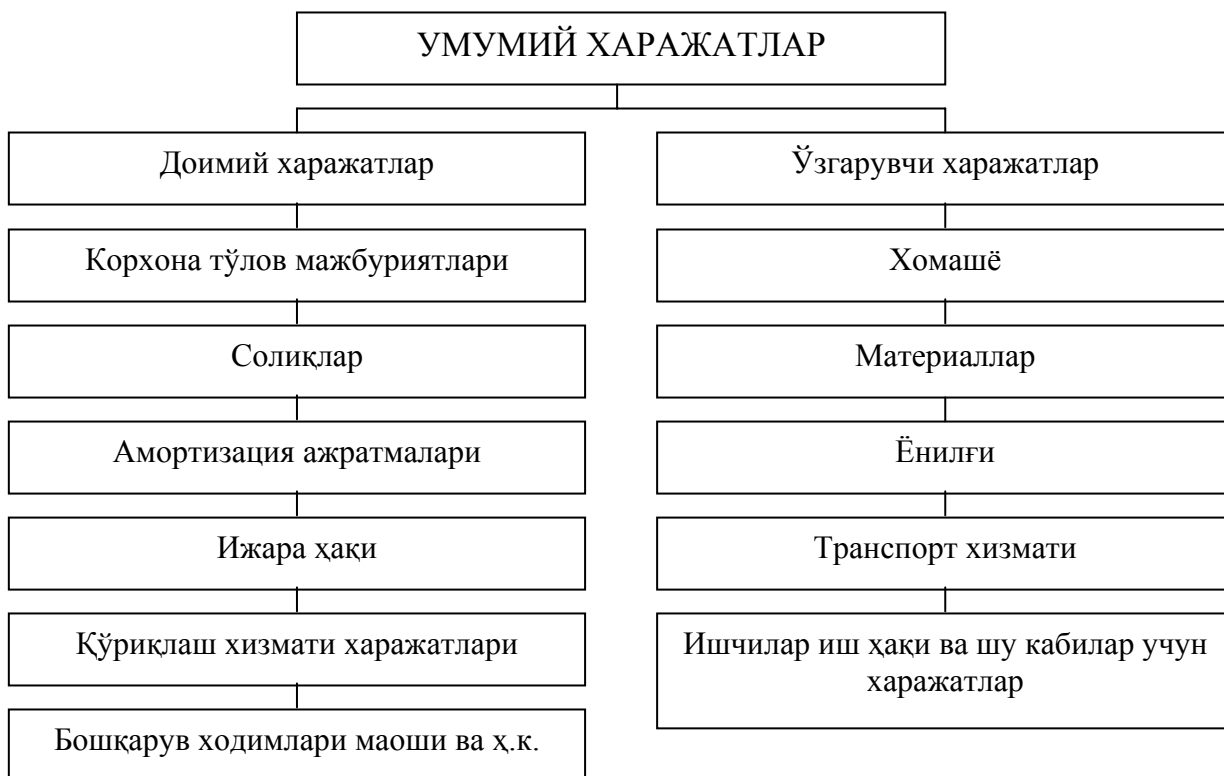 УМУМИЙ ХАРАЖАТЛАР
Доимий харажатлар
Корхона тўлов мажбуриятлари
Солиқлар
Амортизация ажратмалари
Ижара ҳақи
Қўриқлаш хизмати харажатлари
Бошқарув ходимлари маоши ва ҳ.к.
Ўзгарувчи харажатлар
Хомашё
Материаллар
Ёнилғи
Транспорт хизмати
Ишчилар иш ҳақи ва шу кабилар учун
харажатлар